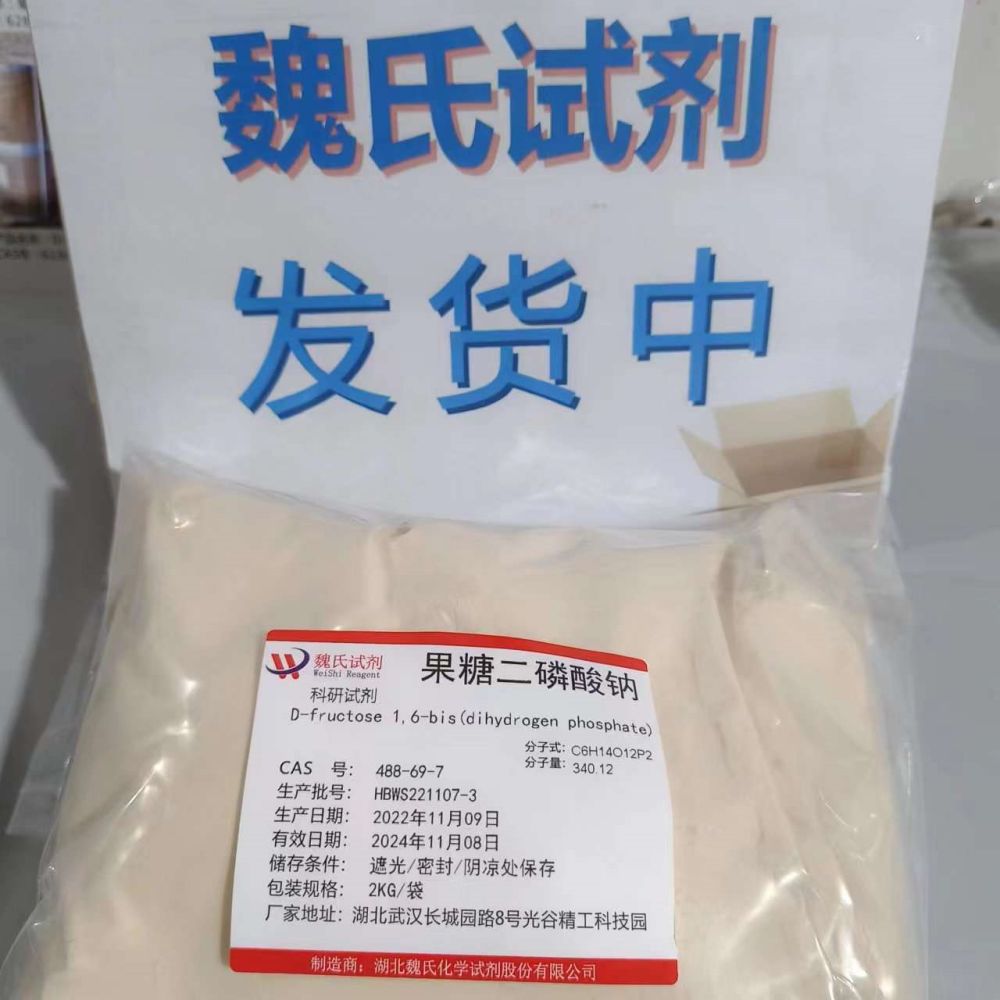 魏氏试剂
发货中
魏氏试剂
WeiShi Reagent
果糖二磷酸钠
科研试剂
D-fructose 1,6-bis(dihydrogen phosphate)
分子式: C6H14O12P2
分子量: 340.12
CAS 号: 488-69-7
生产批号: HBWS221107-3
生产日期: 2022年11月09日
有效日期: 2024年11月08日
储存条件: 遮光/密封/阴凉处保存
包装规格: 2KG/袋
厂家地址: 湖北武汉长城园路8号光谷精工科技园
制造商: 湖北魏氏化学试剂股份有限公司